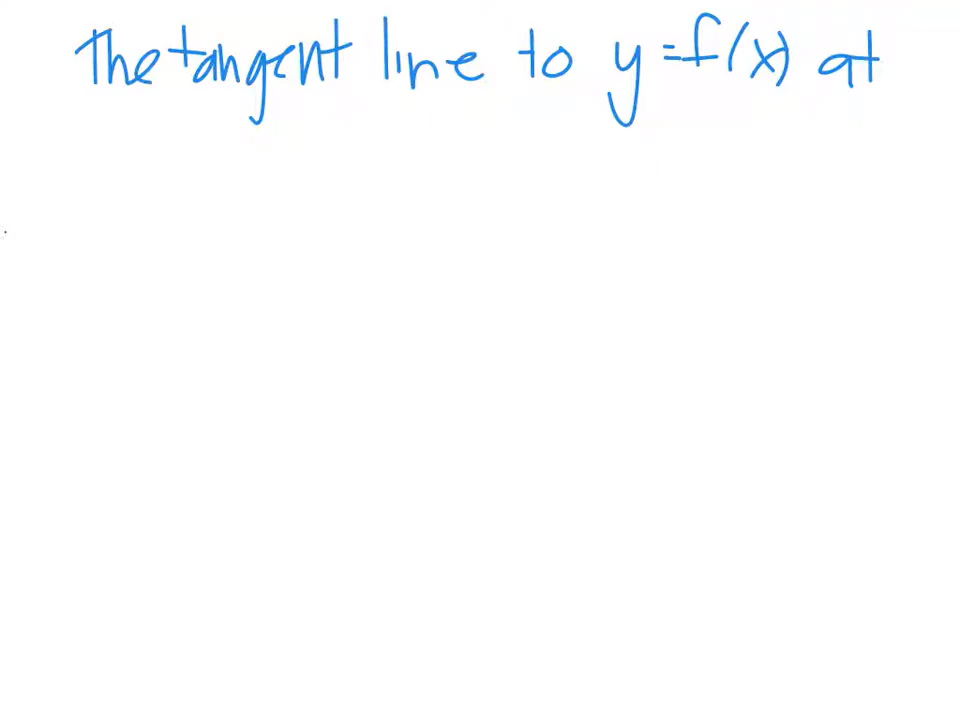 The tangent line to y=f(x) at